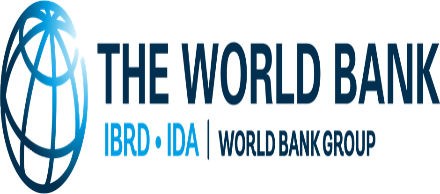 THE WORLD BANK
IBRD • IDA | WORLD BANK GROUP